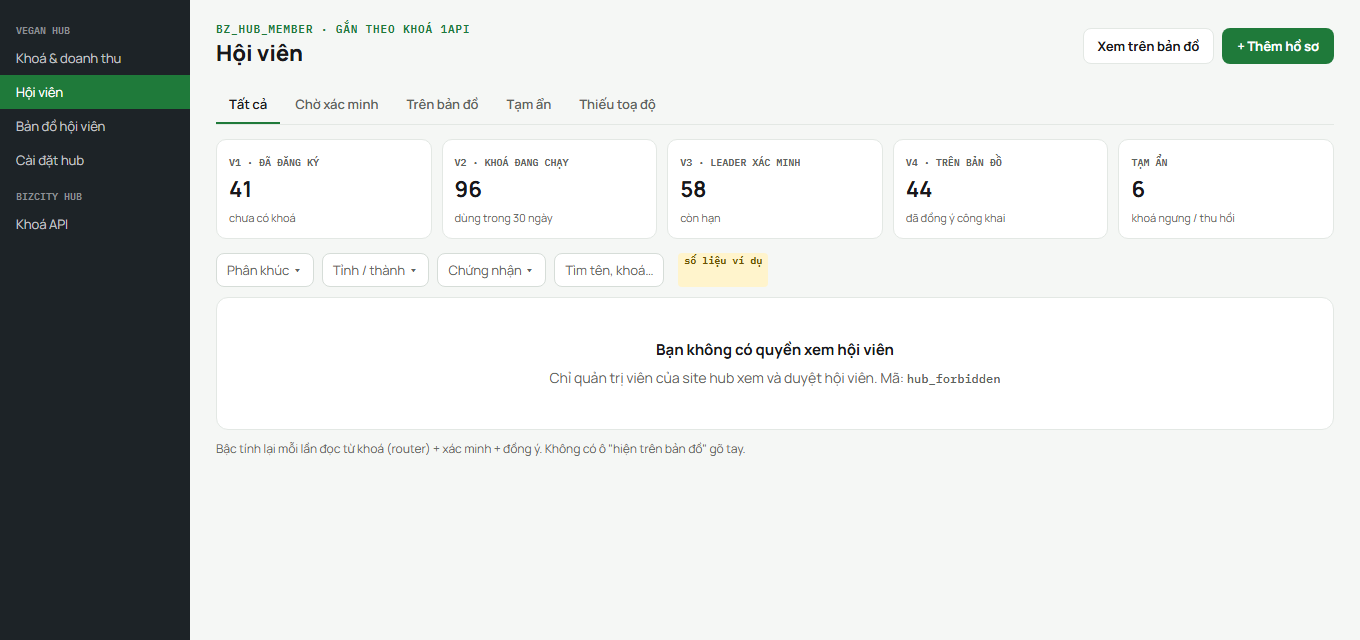 VEGAN HUB
Khoá & doanh thu
Hội viên
Bản đồ hội viên
Cài đặt hub
BIZCITY HUB
Khoá API
BZ_HUB_MEMBER · GẮN THEO KHOÁ 1API
Hội viên
Xem trên bản đồ
+ Thêm hồ sơ
Tất cả
Chờ xác minh
Trên bản đồ
Tạm ẩn
Thiếu toạ độ
V1 · ĐÃ ĐĂNG KÝ
41
chưa có khoá
V2 · KHOÁ ĐANG CHẠY
96
dùng trong 30 ngày
V3 · LEADER XÁC MINH
58
còn hạn
V4 · TRÊN BẢN ĐỒ
44
đã đồng ý công khai
TẠM ẨN
6
khoá ngưng / thu hồi
Phân khúc
Tỉnh / thành
Chứng nhận
Tìm tên, khoá...
số liệu ví dụ
Bạn không có quyền xem hội viên
Chỉ quản trị viên của site hub xem và duyệt hội viên. Mã: hub_forbidden
Bậc tính lại mỗi lần đọc từ khoá (router) + xác minh + đồng ý. Không có ô "hiện trên bản đồ" gõ tay.